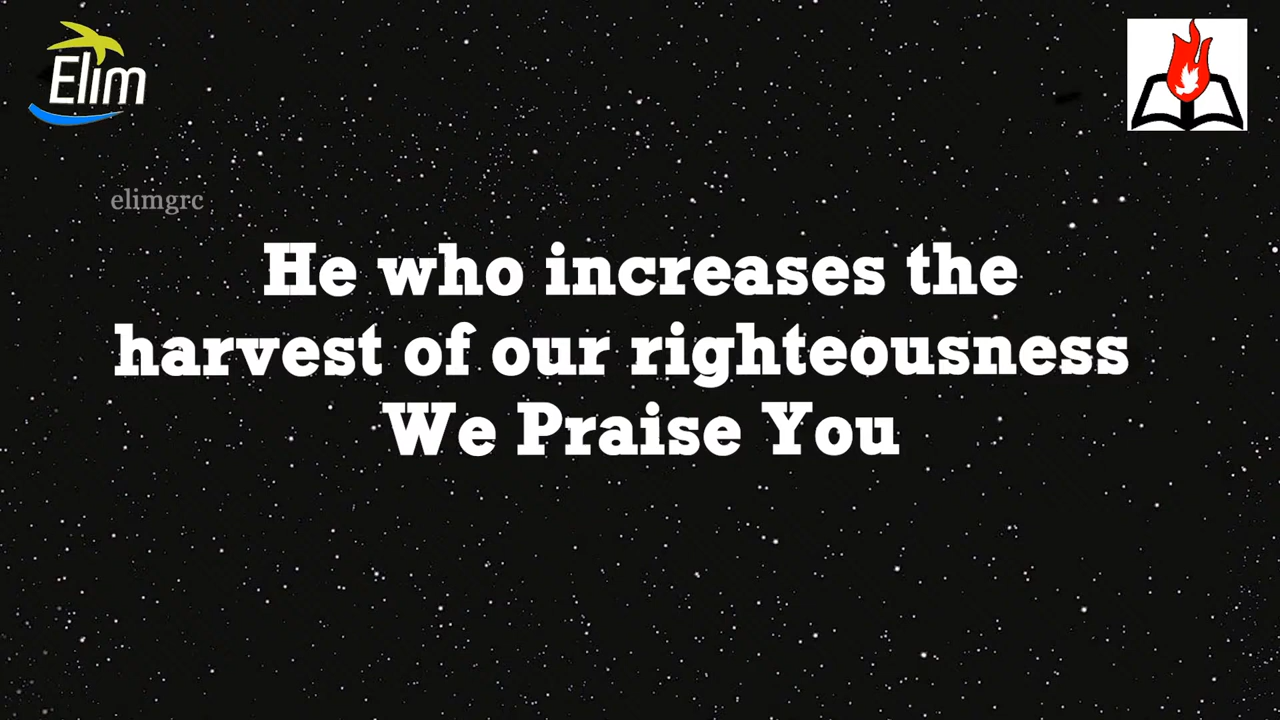 Elim
elimgrc
He who increases the
harvest of our righteousness
We Praise You